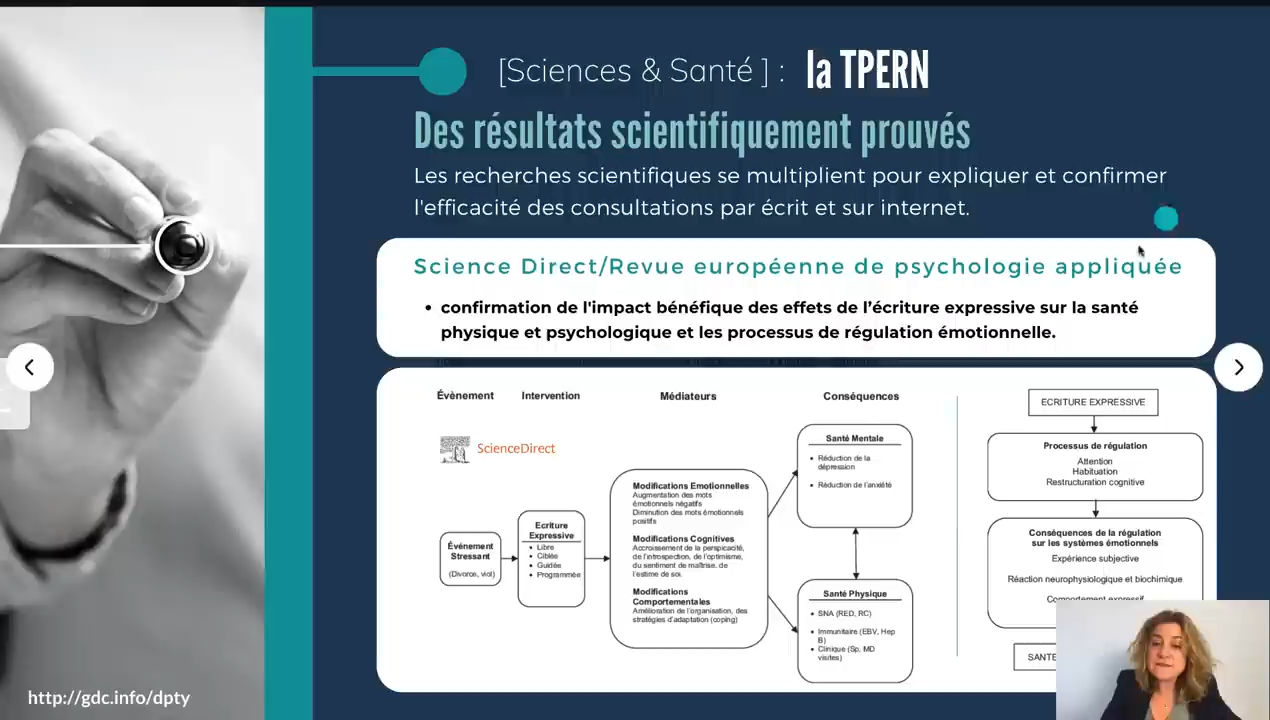 [Sciences & Santé ] : la TPERN
Des résultats scientifiquement prouvés
Les recherches scientifiques se multiplient pour expliquer et confirmer
l'efficacité des consultations par écrit et sur internet.
Science Direct/Revue européenne de psychologie appliquée
• confirmation de l'impact bénéfique des effets de l'écriture expressive sur la santé
physique et psychologique et les processus de régulation émotionnelle.
Évènement
Intervention
Médiateurs
Conséquences
ScienceDirect
Événement
Stressant
(Divorce, viol)
Ecriture
Expressive
• Libre
• Ciblée
• Guidée
• Programmée
Modifications Emotionnelles
Augmentation des mots
émotionnels négatifs
Diminution des mots émotionnels
positifs
Modifications Cognitives
Accroissement de la perspicacité,
de l'introspection, de l'optimisme,
du sentiment de maîtrise, de
l'estime de soi.
Modifications
Comportementales
Amélioration de l'organisation, des
stratégies d'adaptation (coping)
Santé Mentale
• Réduction de la
dépression
• Réduction de l'anxiété
Santé Physique
• SNA (RED, RC)
• Immunitaire (EBV, Hep
B)
• Clinique (Sp, MD
visites)
ECRITURE EXPRESSIVE
Processus de régulation
Attention
Habituation
Restructuration cognitive
Conséquences de la régulation
sur les systèmes émotionnels
Expérience subjective
Réaction neurophysiologique et biochimique
Comportement expressif
SANTE
http://gdc.info/dpty